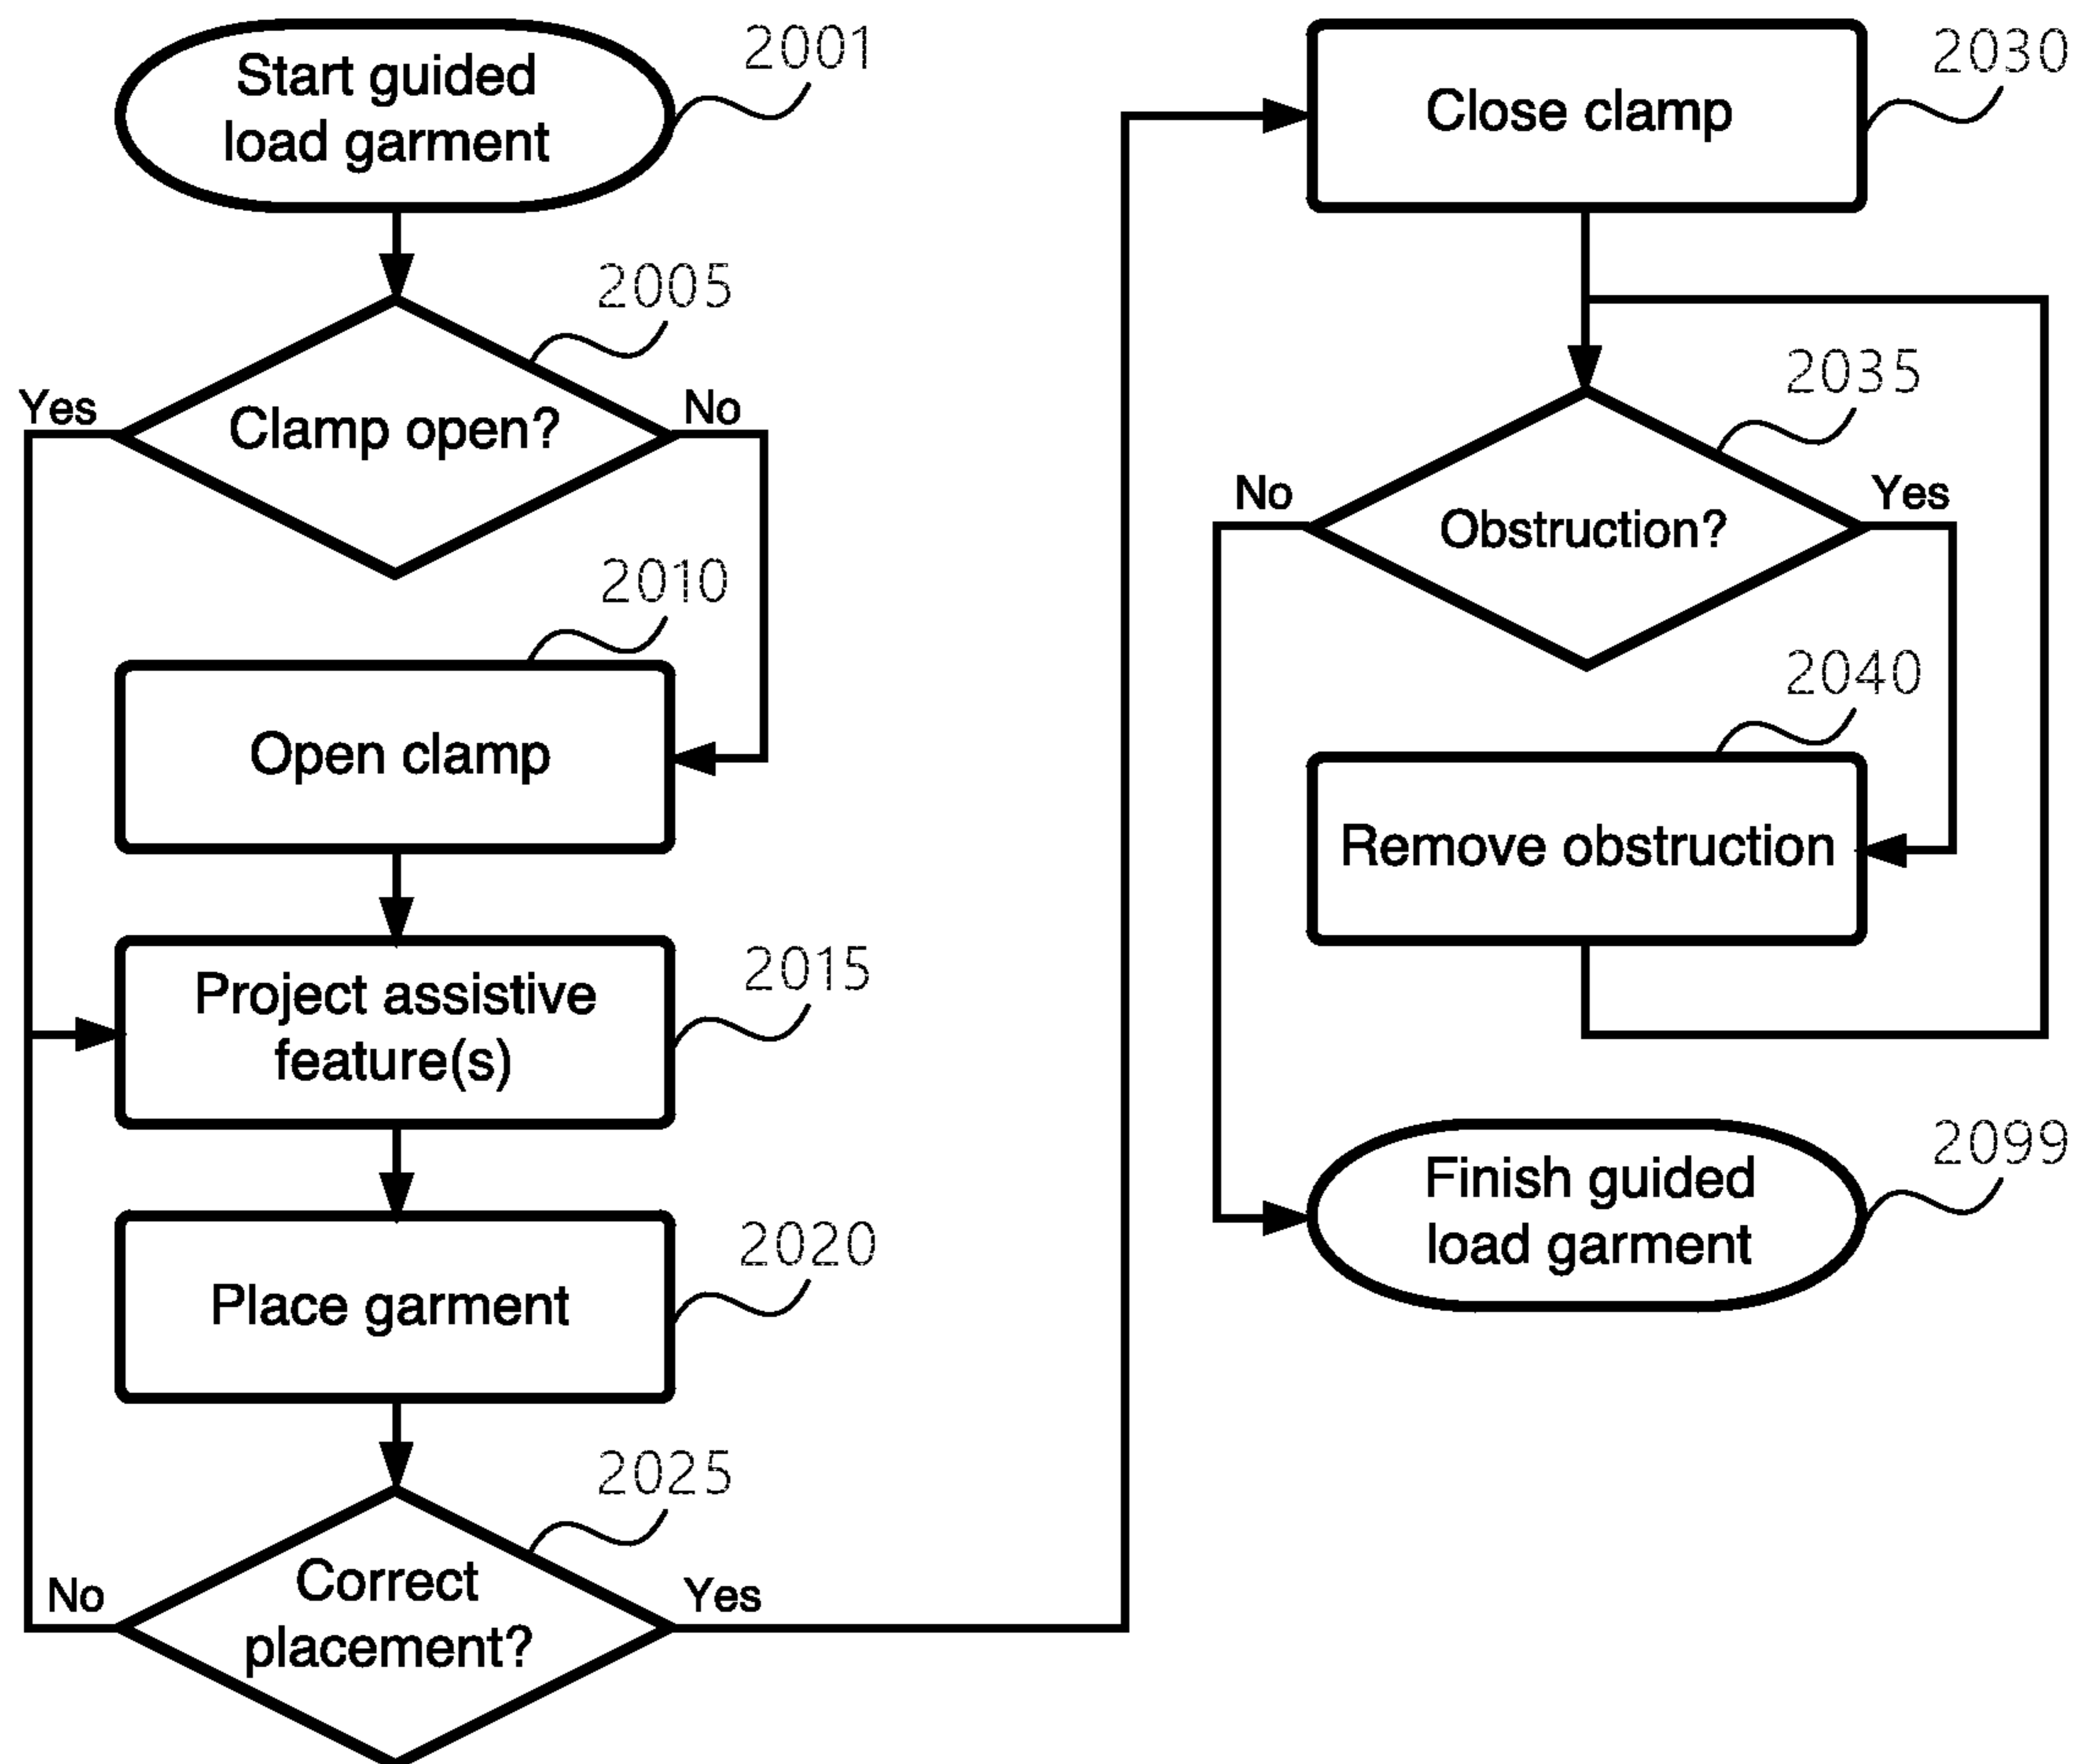 Start guided
load garment
2001
2005
Yes
Clamp open?
No
2010
Open clamp
Project assistive
feature(s)
2015
Place garment
2020
2025
No
Correct
placement?
Yes
Close clamp
2030
2035
No
Obstruction?
Yes
2040
Remove obstruction
Finish guided
load garment
2099